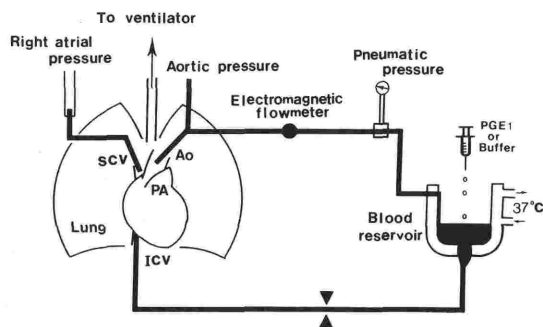 To ventilator
Right atrial
pressure
Aortic pressure
Pneumatic
pressure
Electromagnetic
flowmeter
PGE1
or
Buffer
SCV
Ao
PA
Lung
ICV
Blood
reservoir
37°C